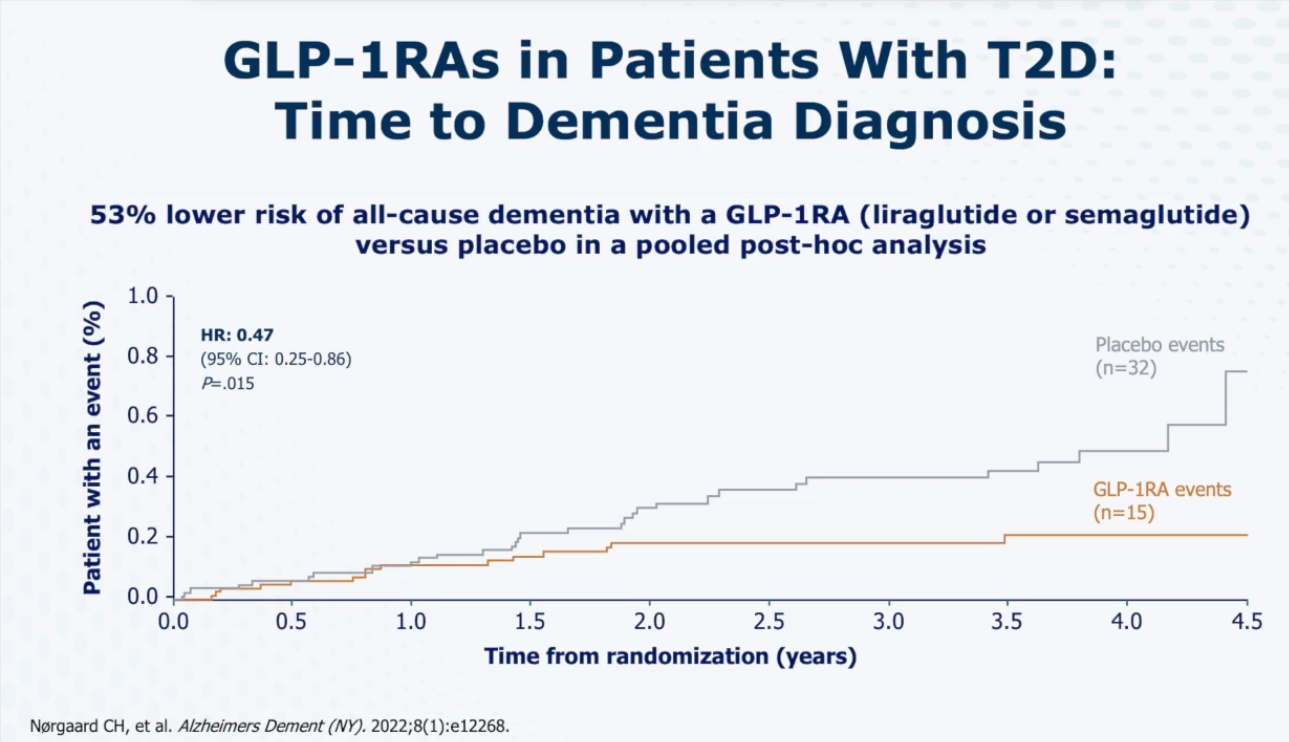 GLP-1RAs in Patients With T2D:
Time to Dementia Diagnosis
53% lower risk of all-cause dementia with a GLP-1RA (liraglutide or semaglutide)
versus placebo in a pooled post-hoc analysis
Patient with an event (%)
1.0
0.8
0.6
0.4
0.2
0.0
HR: 0.47
(95% CI: 0.25-0.86)
P=.015
Placebo events
(n=32)
GLP-1RA events
(n=15)
0.0 0.5 1.0 1.5 2.0 2.5 3.0 3.5 4.0 4.5
Time from randomization (years)
Nørgaard CH, et al. Alzheimers Dement (NY). 2022;8(1):e12268.